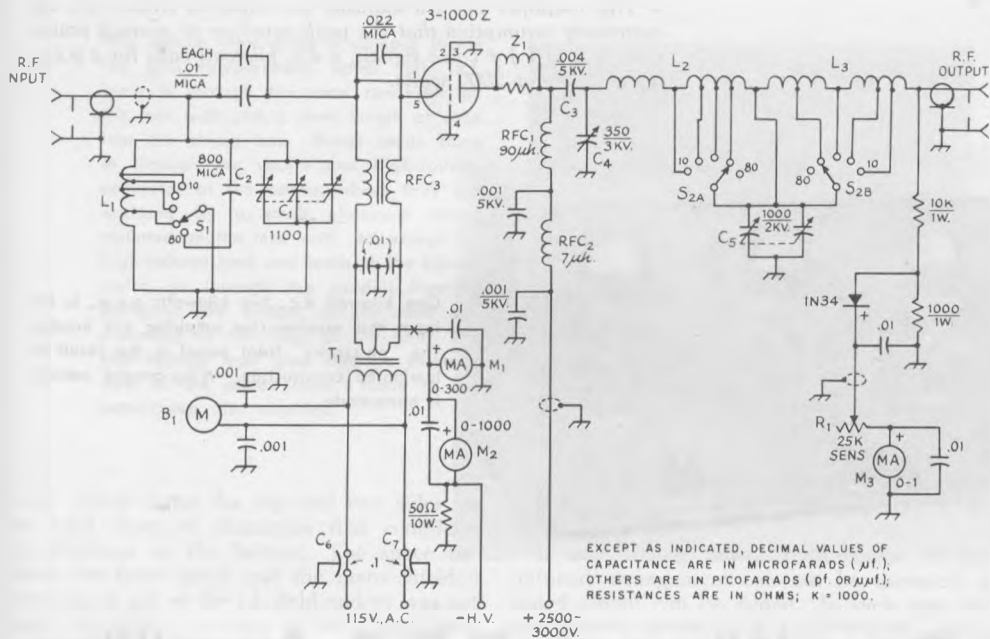 3-1000Z
.022
MICA
2 3
1
5
4
Z1
EACH
.01
MICA
R.F
NPUT
.004
5KV.
C3
L2
L3
R.F.
OUTPUT
350
3KV.
C4
RFC1
90µh.
800
MICA
C2
C1
1100
RFC3
L1
10
S1
80
10
S2A
80
80
S2B
10
1000
2KV.
C5
.001
5KV.
RFC2
7µh.
.001
5KV.
10K
1W.
1N34
+
.01
1000
1W.
.01
X
.01
+
MA
M1
0-300
T1
.001
B1
M
.001
.01
0-1000
+
MA
M2
50Ω
10W.
R1
25K
SENS
+
MA
M3
0-1
.01
C6
C7
.1
115V., A.C.
-H.V.
+2500-
3000V.
EXCEPT AS INDICATED, DECIMAL VALUES OF
CAPACITANCE ARE IN MICROFARADS (µf.);
OTHERS ARE IN PICOFARADS (pf. OR µµf.);
RESISTANCES ARE IN OHMS; K = 1000.